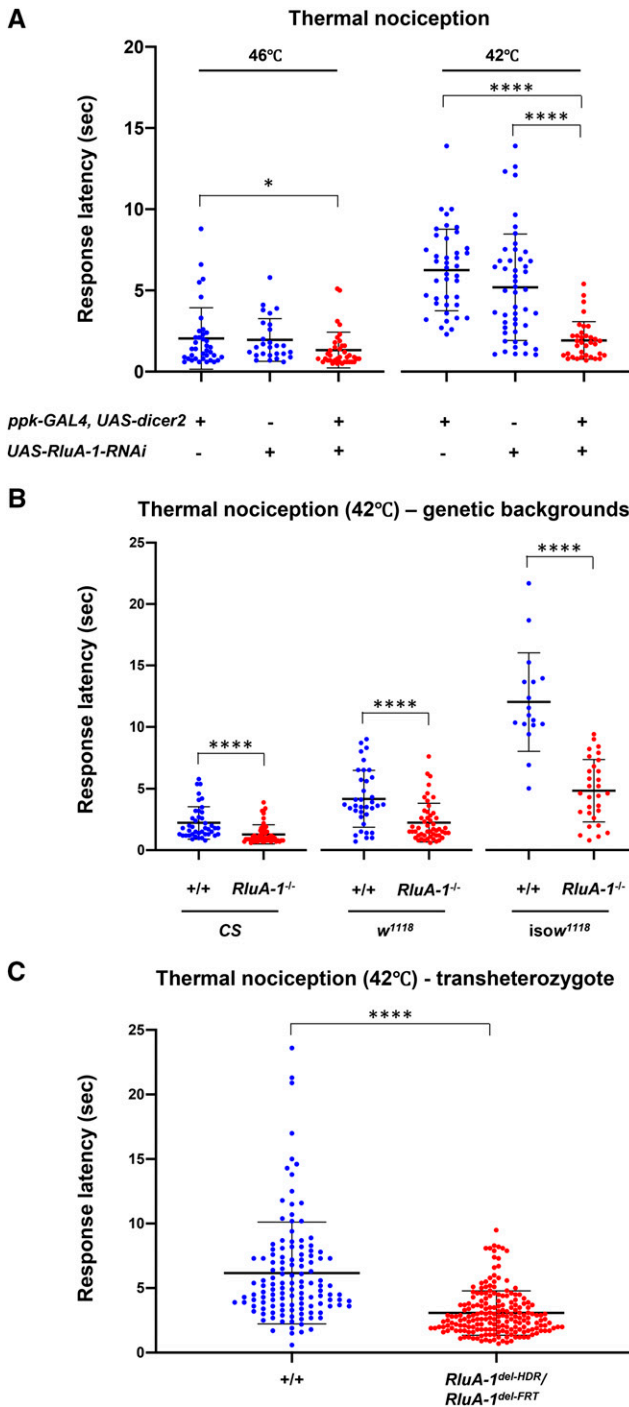 A
Thermal nociception
46℃ 42℃
Response latency (sec)
20
15
10
5
0
* **** ****
ppk-GAL4, UAS-dicer2 + - + + - +
UAS-RluA-1-RNAi - + + - + +
B
Thermal nociception (42℃) – genetic backgrounds
Response latency (sec)
25
20
15
10
5
0
**** **** ****
+/+ RluA-1-/- +/+ RluA-1-/- +/+ RluA-1-/-
CS w1118 isow1118
C
Thermal nociception (42℃) - transheterozygote
Response latency (sec)
25
20
15
10
5
0
****
+/+ RluA-1del-HDR/
RluA-1del-FRT